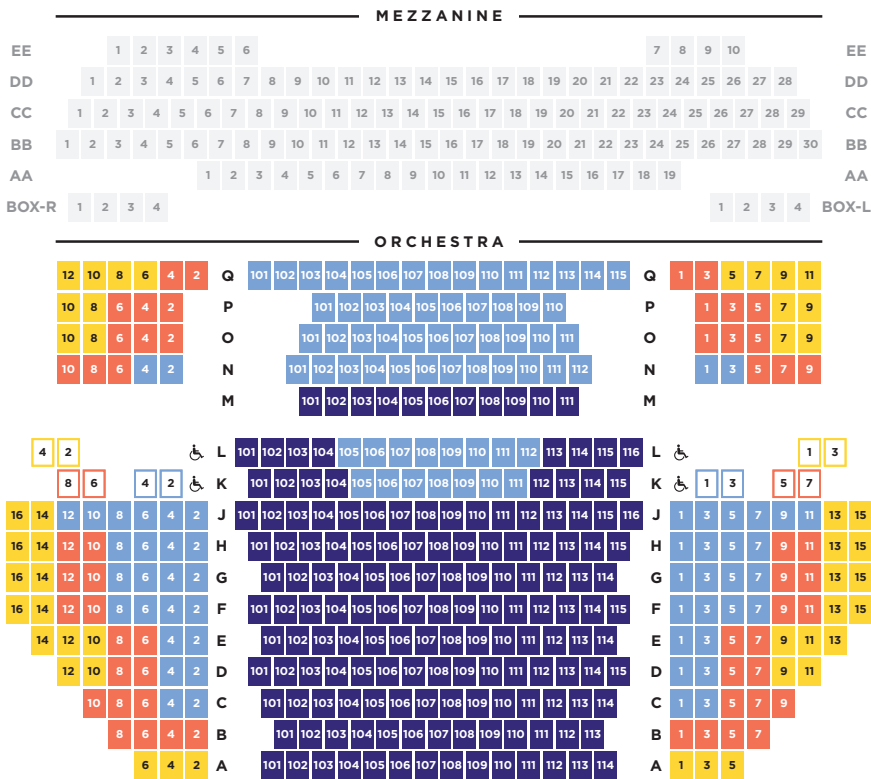 MEZZANINE
EE 1 2 3 4 5 6 7 8 9 10 EE
DD 1 2 3 4 5 6 7 8 9 10 11 12 13 14 15 16 17 18 19 20 21 22 23 24 25 26 27 28 DD
CC 1 2 3 4 5 6 7 8 9 10 11 12 13 14 15 16 17 18 19 20 21 22 23 24 25 26 27 28 29 CC
BB 1 2 3 4 5 6 7 8 9 10 11 12 13 14 15 16 17 18 19 20 21 22 23 24 25 26 27 28 29 30 BB
AA 1 2 3 4 5 6 7 8 9 10 11 12 13 14 15 16 17 18 19 AA
BOX-R 1 2 3 4 1 2 3 4 BOX-L
ORCHESTRA
12 10 8 6 4 2 Q 101 102 103 104 105 106 107 108 109 110 111 112 113 114 115 Q 1 3 5 7 9 11
10 8 6 4 2 P 101 102 103 104 105 106 107 108 109 110 P 1 3 5 7 9
10 8 6 4 2 O 101 102 103 104 105 106 107 108 109 110 111 O 1 3 5 7 9
10 8 6 4 2 N 101 102 103 104 105 106 107 108 109 110 111 112 N 1 3 5 7 9
M 101 102 103 104 105 106 107 108 109 110 111 M
4 2 L 101 102 103 104 105 106 107 108 109 110 111 112 113 114 115 116 L 1 3
8 6 4 2 K 101 102 103 104 105 106 107 108 109 110 111 112 113 114 115 K 1 3 5 7
16 14 12 10 8 6 4 2 J 101 102 103 104 105 106 107 108 109 110 111 112 113 114 115 116 J 1 3 5 7 9 11 13 15
16 14 12 10 8 6 4 2 H 101 102 103 104 105 106 107 108 109 110 111 112 113 114 115 H 1 3 5 7 9 11 13 15
16 14 12 10 8 6 4 2 G 101 102 103 104 105 106 107 108 109 110 111 112 113 114 G 1 3 5 7 9 11 13 15
16 14 12 10 8 6 4 2 F 101 102 103 104 105 106 107 108 109 110 111 112 113 114 115 F 1 3 5 7 9 11 13 15
14 12 10 8 6 4 2 E 101 102 103 104 105 106 107 108 109 110 111 112 113 114 E 1 3 5 7 9 11 13
12 10 8 6 4 2 D 101 102 103 104 105 106 107 108 109 110 111 112 113 114 115 D 1 3 5 7 9 11
10 8 6 4 2 C 101 102 103 104 105 106 107 108 109 110 111 112 113 114 C 1 3 5 7 9
8 6 4 2 B 101 102 103 104 105 106 107 108 109 110 111 112 113 B 1 3 5 7
6 4 2 A 101 102 103 104 105 106 107 108 109 110 111 112 113 114 A 1 3 5